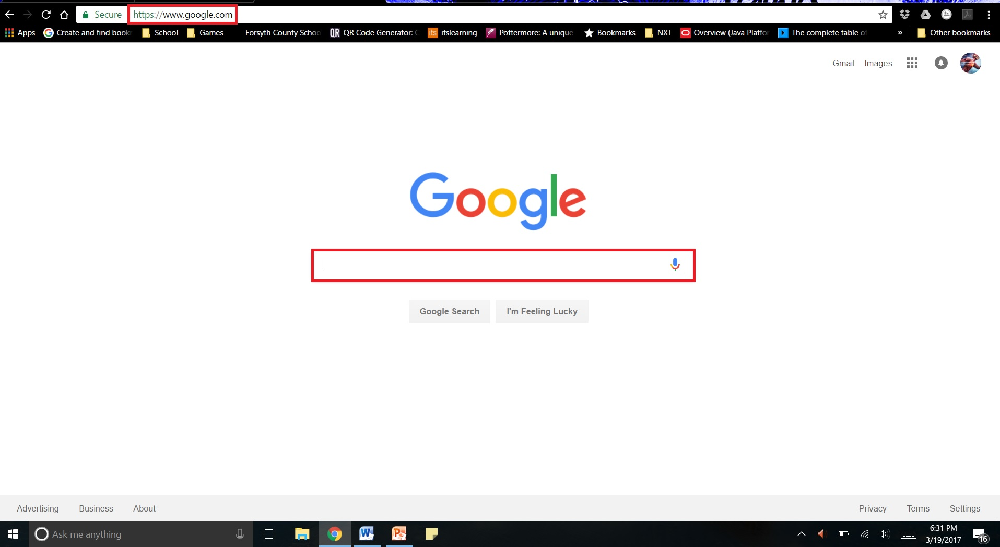 Secure https://www.google.com
Apps Create and find book School Games Forsyth County Schoo QR QR Code Generator: C its itslearning Pottermore: A unique Bookmarks NXT Overview (Java Platfor The complete table of » Other bookmarks
Gmail Images
Google
Google Search I'm Feeling Lucky
Advertising Business About Privacy Terms Settings
Ask me anything
6:31 PM
3/19/2017
16